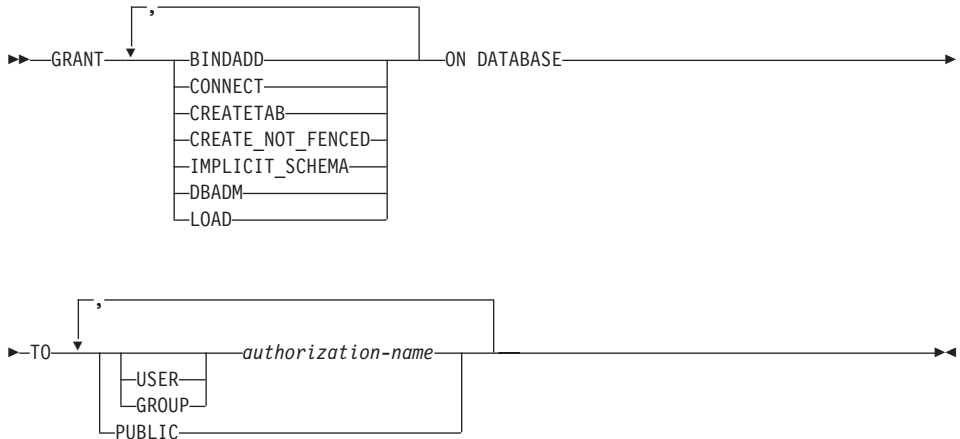 ,
GRANT BINDADD ON DATABASE
CONNECT
CREATETAB
CREATE_NOT_FENCED
IMPLICIT_SCHEMA
DBADM
LOAD
,
TO authorization-name
USER
GROUP
PUBLIC